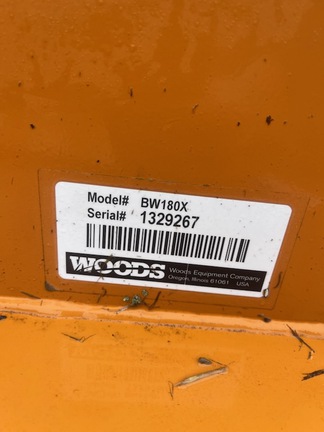 Model# BW180X
Serial# 1329267
WOODS Woods Equipment Company
Oregon, Illinois 61061 USA